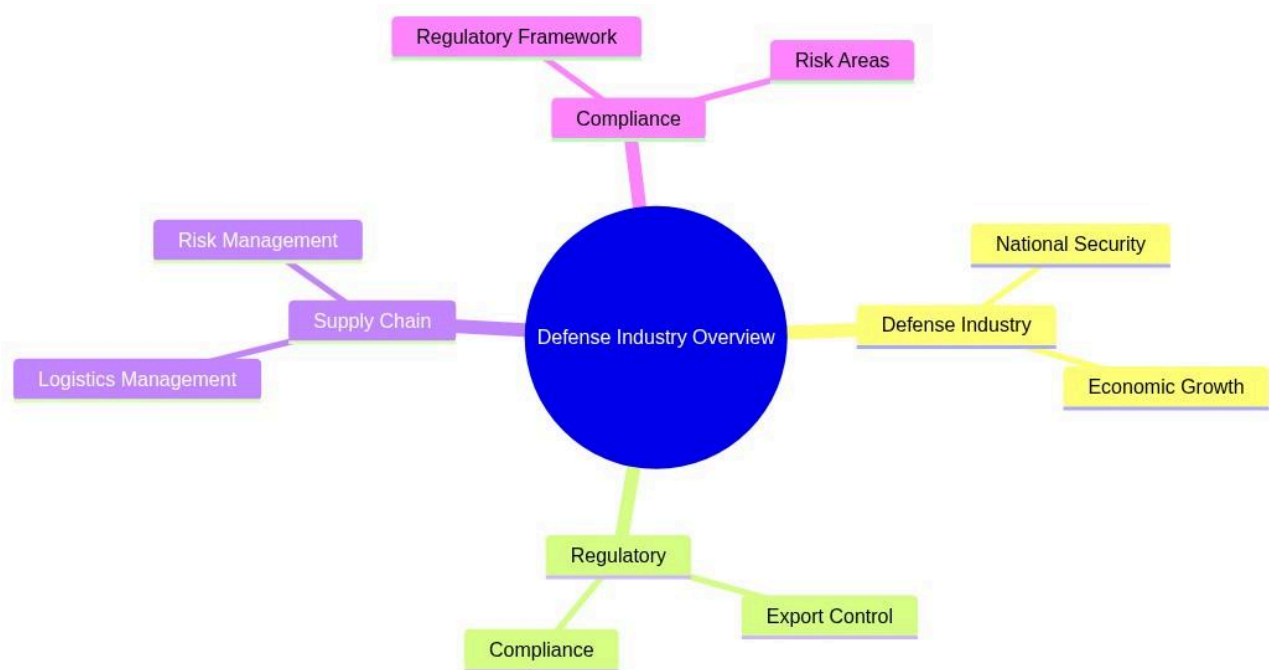 Regulatory Framework
Risk Areas
Compliance
Risk Management
National Security
Supply Chain
Defense Industry Overview
Defense Industry
Logistics Management
Economic Growth
Regulatory
Export Control
Compliance